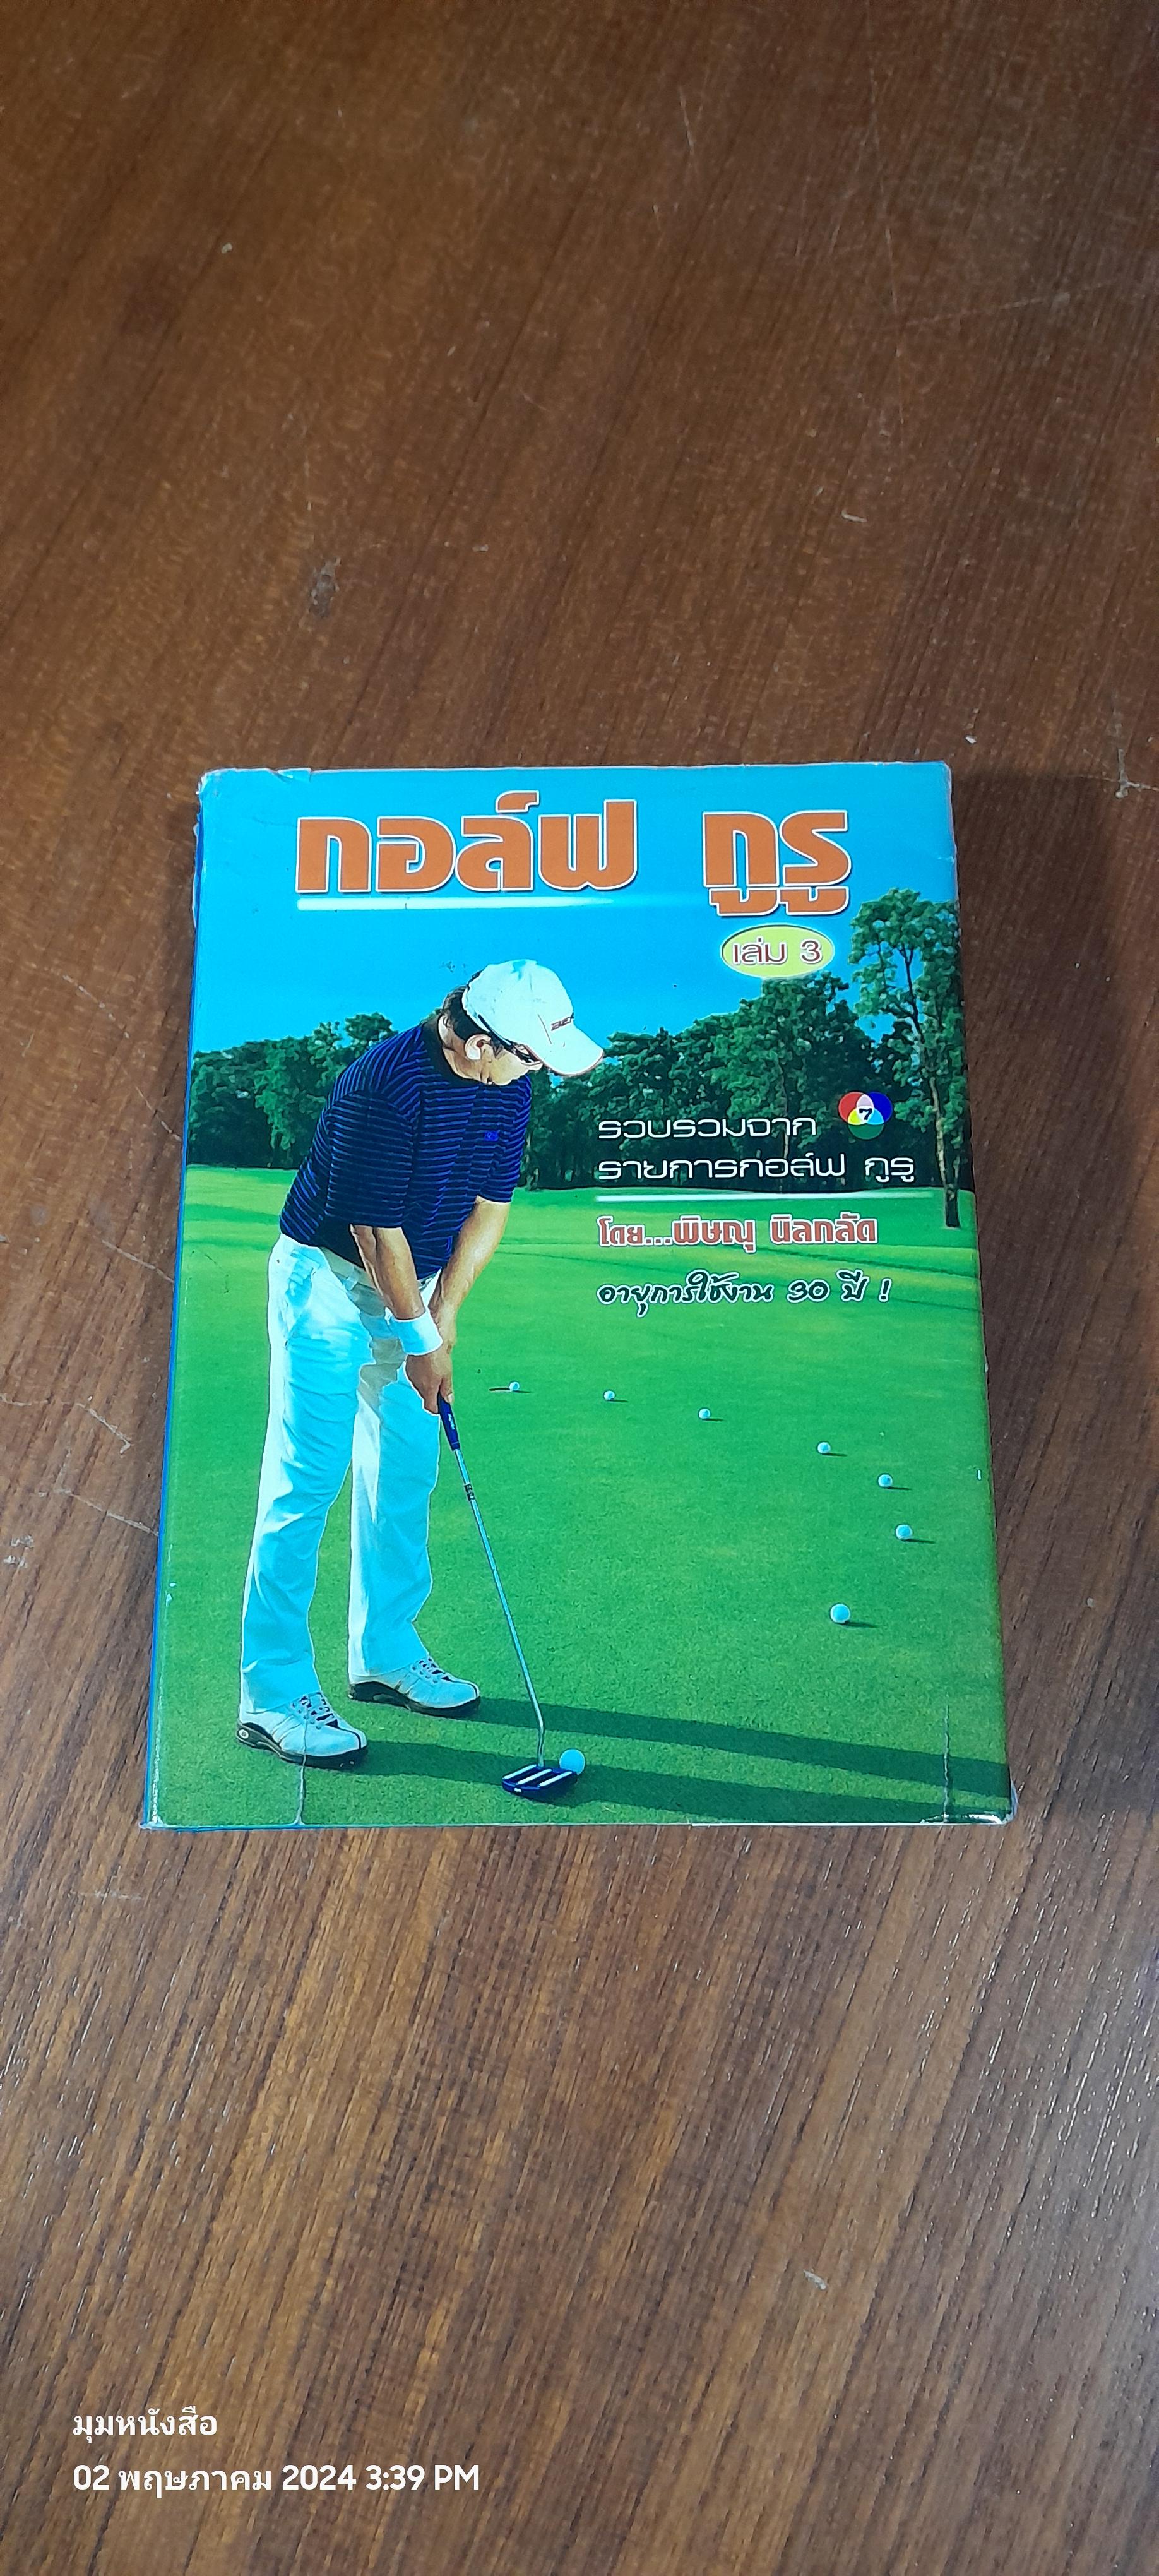 กอล์ฟ กูรู
เล่ม 3
7
รวบรวมจาก
รายการกอล์ฟ กูรู
โดย...พิษณุ นิลกลัด
อายุการใช้งาน 30 ปี !
มุมหนังสือ
02 พฤษภาคม 2024 3:39 PM